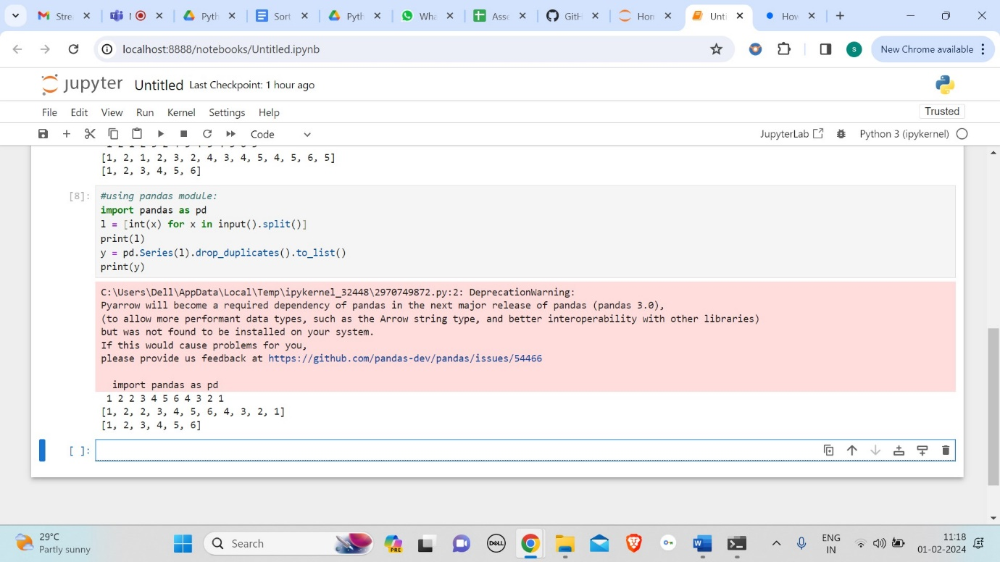 Stre
Pyth
Sort
Pyth
Wha
Asse
GitH
Hon
Unti
How
localhost:8888/notebooks/Untitled.ipynb
S
New Chrome available
jupyter Untitled Last Checkpoint: 1 hour ago
File Edit View Run Kernel Settings Help
Trusted
Code
JupyterLab
Python 3 (ipykernel)
[1, 2, 1, 2, 3, 2, 4, 3, 4, 5, 4, 5, 6, 5]
[1, 2, 3, 4, 5, 6]
[8]:
#using pandas module:
import pandas as pd
l = [int(x) for x in input().split()]
print(l)
y = pd.Series(l).drop_duplicates().to_list()
print(y)
C:\Users\Dell\AppData\Local\Temp\ipykernel_32448\2970749872.py:2: DeprecationWarning:
Pyarrow will become a required dependency of pandas in the next major release of pandas (pandas 3.0),
(to allow more performant data types, such as the Arrow string type, and better interoperability with other libraries)
but was not found to be installed on your system.
If this would cause problems for you,
please provide us feedback at https://github.com/pandas-dev/pandas/issues/54466
import pandas as pd
1 2 2 3 4 5 6 4 3 2 1
[1, 2, 2, 3, 4, 5, 6, 4, 3, 2, 1]
[1, 2, 3, 4, 5, 6]
[ ]:
29°C
Partly sunny
Search
PRE
DELL
ENG
IN
11:18
01-02-2024